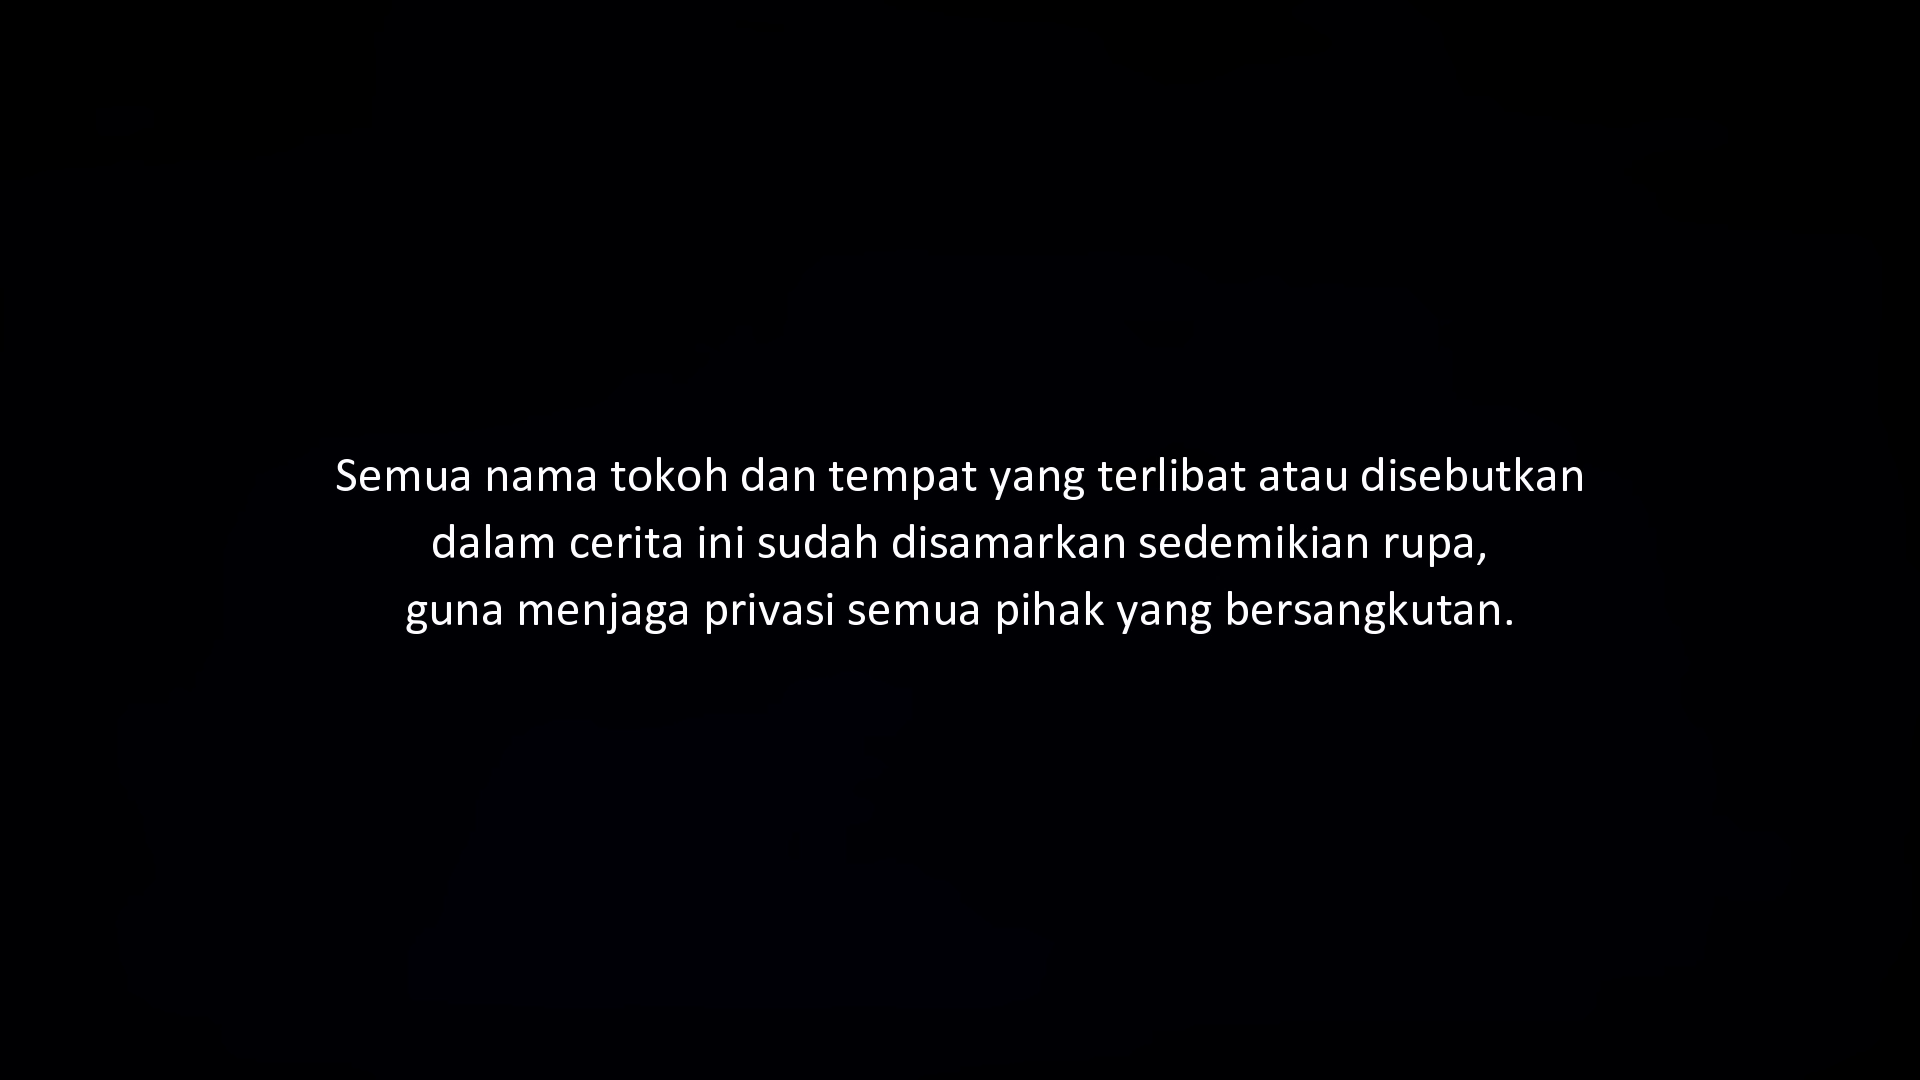 Semua nama tokoh dan tempat yang terlibat atau disebutkan
dalam cerita ini sudah disamarkan sedemikian rupa,
guna menjaga privasi semua pihak yang bersangkutan.